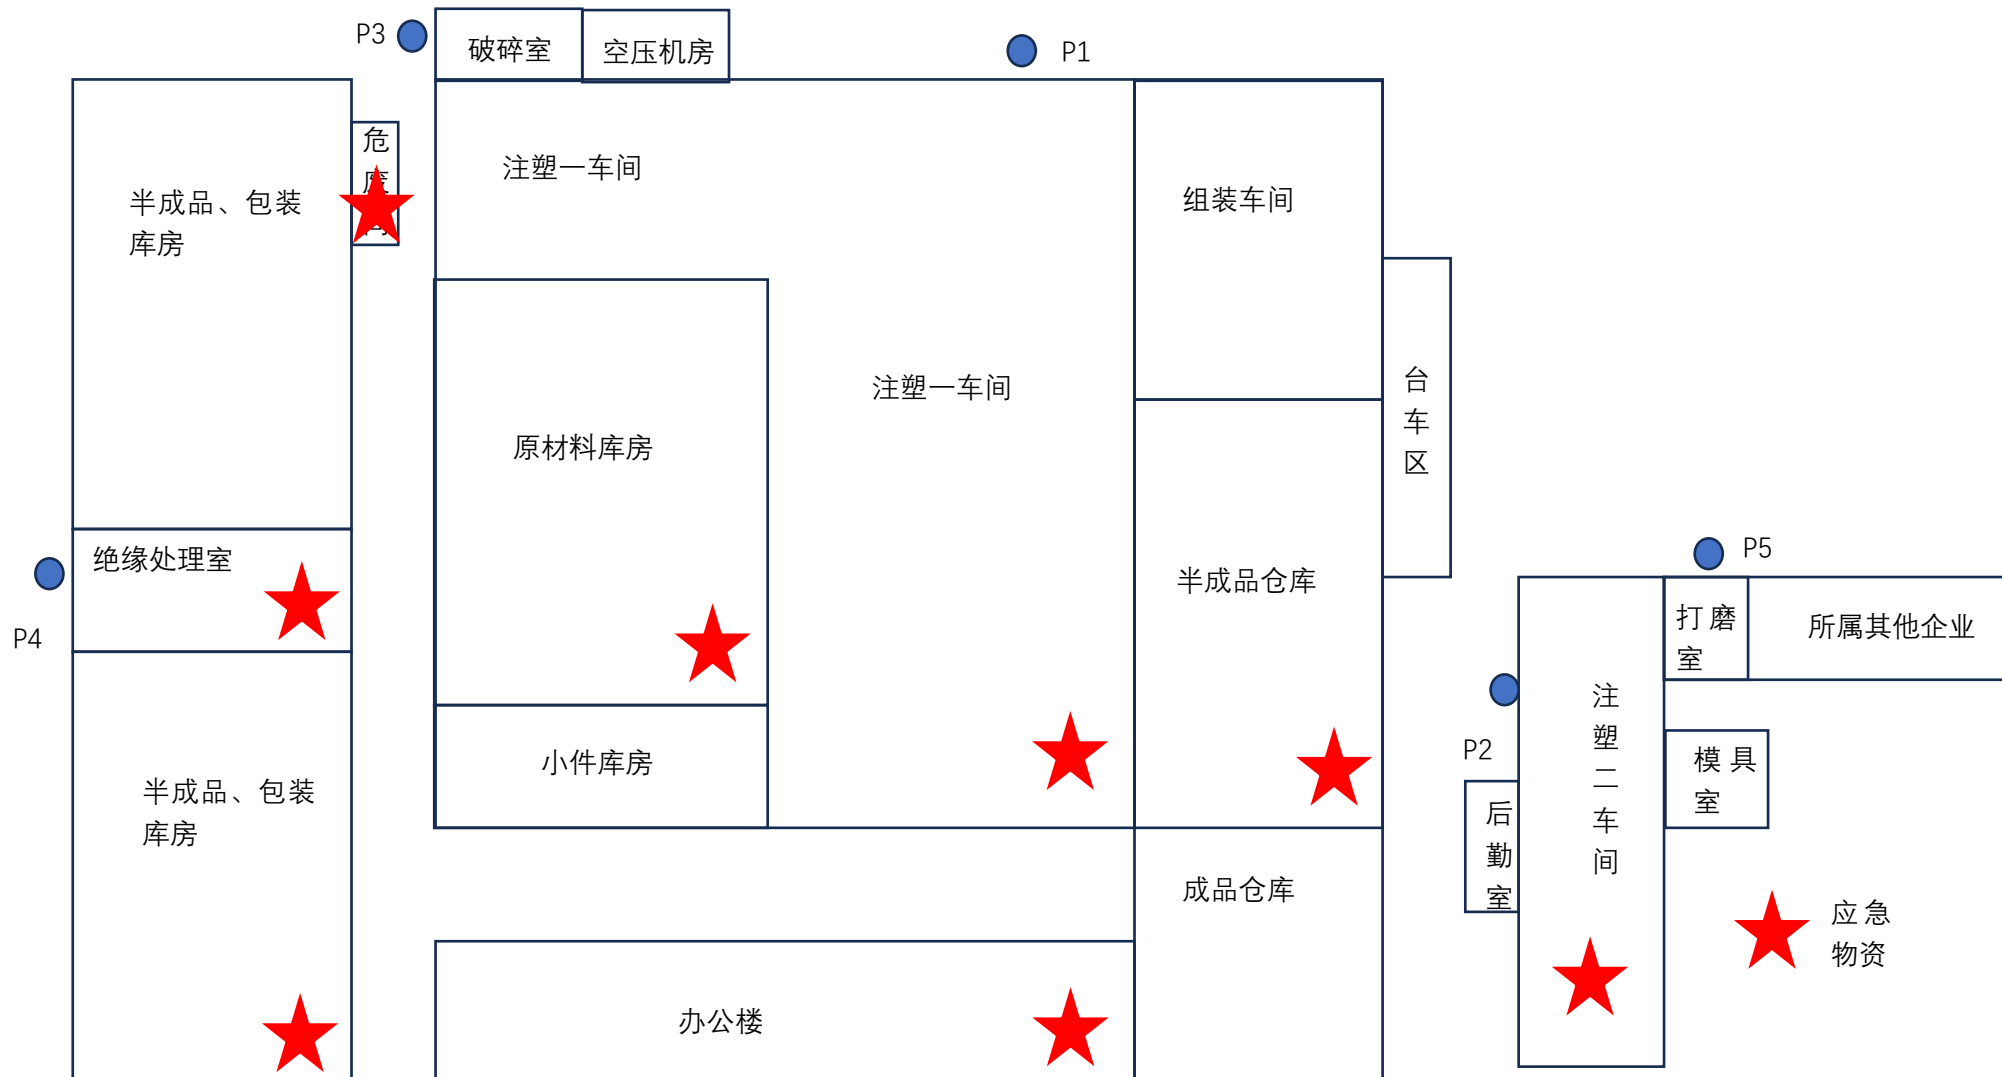 P3
破碎室
空压机房
P1
危
废
注塑一车间
半成品、包装
库房
组装车间
台
车
区
注塑一车间
原材料库房
绝缘处理室
P4
半成品仓库
P5
打磨
室
所属其他企业
注
塑
二
车
间
P2
模具
室
小件库房
半成品、包装
库房
后
勤
室
成品仓库
应急
物资
办公楼